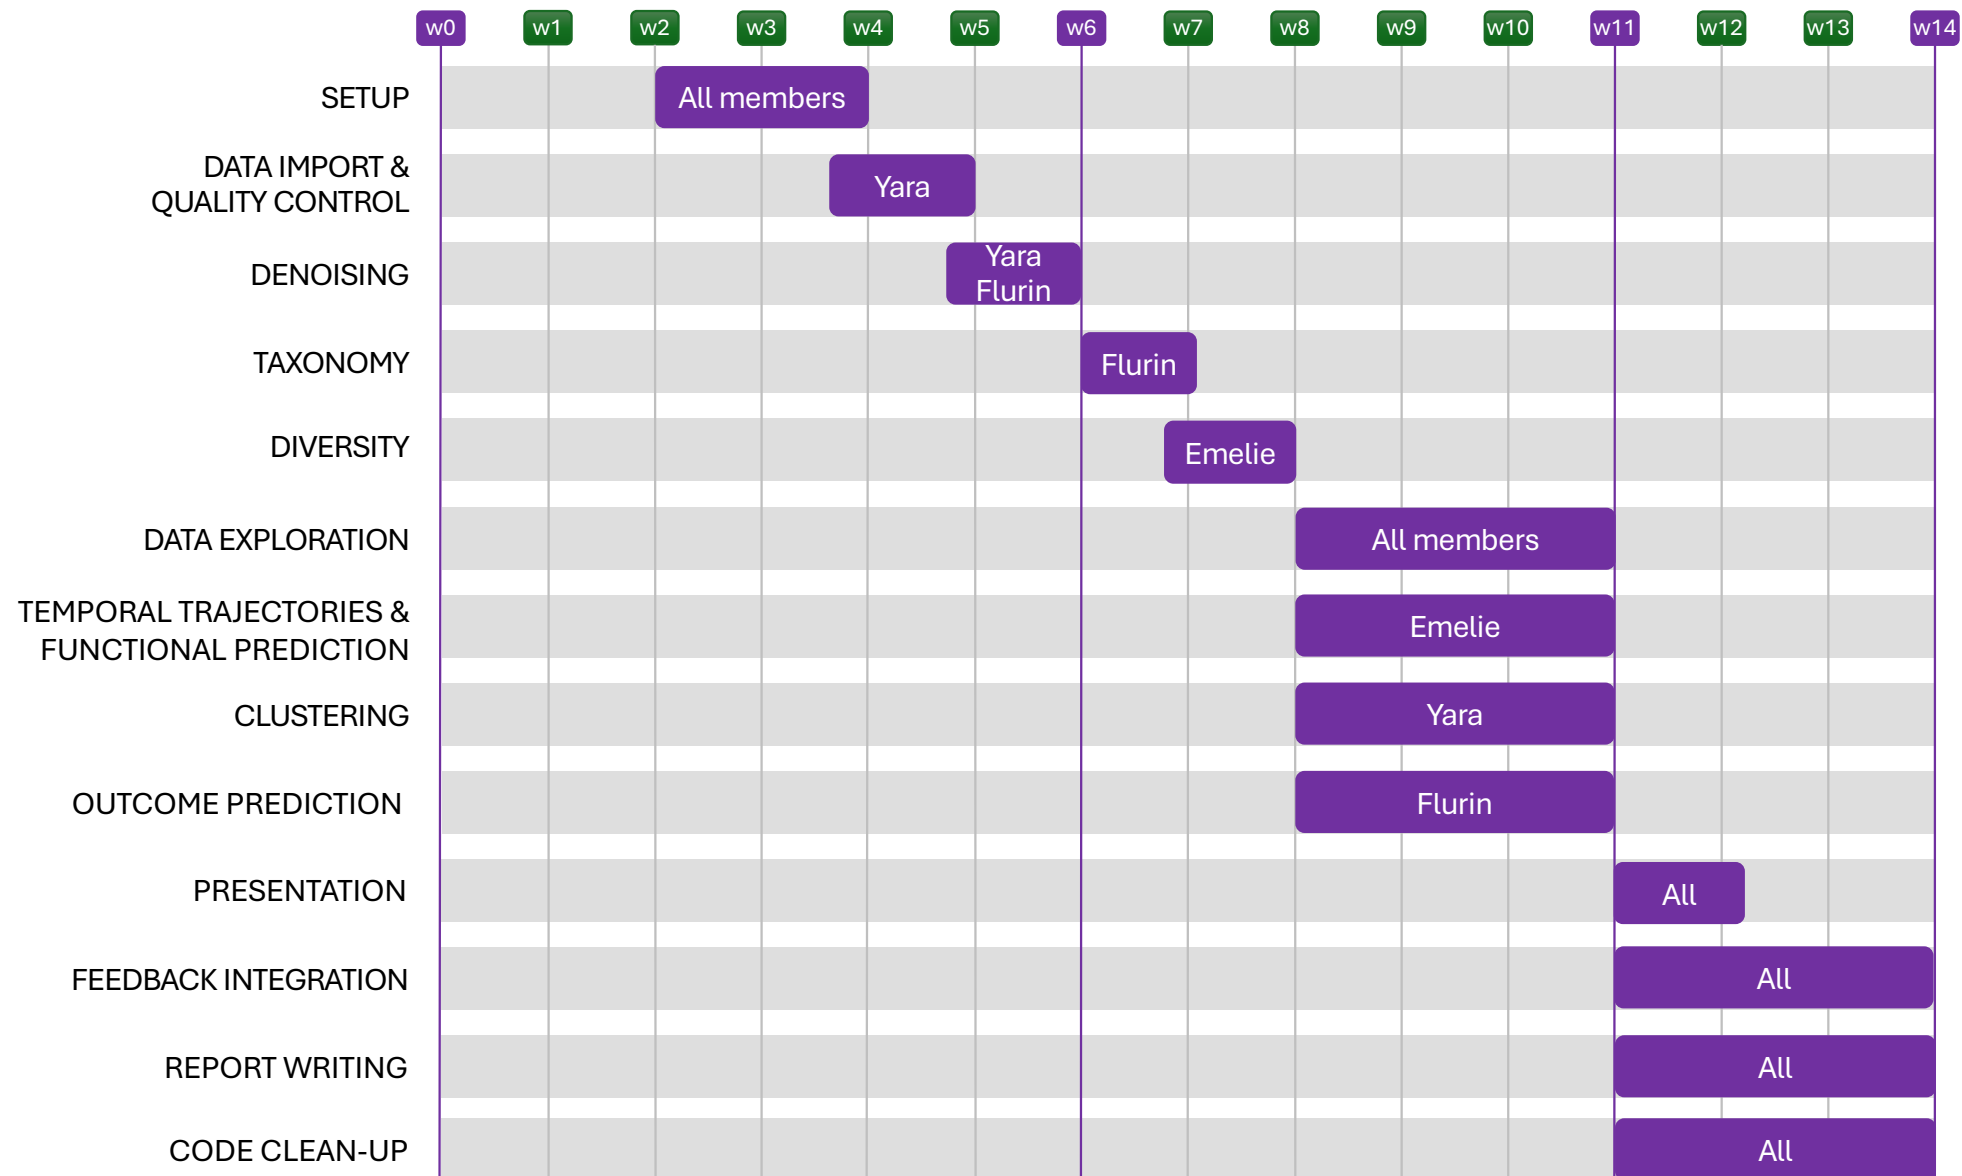 w0 w1 w2 w3 w4 w5 w6 w7 w8 w9 w10 w11 w12 w13 w14
SETUP
All members
DATA IMPORT &
QUALITY CONTROL
Yara
DENOISING
Yara
Flurin
TAXONOMY
Flurin
DIVERSITY
Emelie
DATA EXPLORATION
All members
TEMPORAL TRAJECTORIES &
FUNCTIONAL PREDICTION
Emelie
CLUSTERING
Yara
OUTCOME PREDICTION
Flurin
PRESENTATION
All
FEEDBACK INTEGRATION
All
REPORT WRITING
All
CODE CLEAN-UP
All